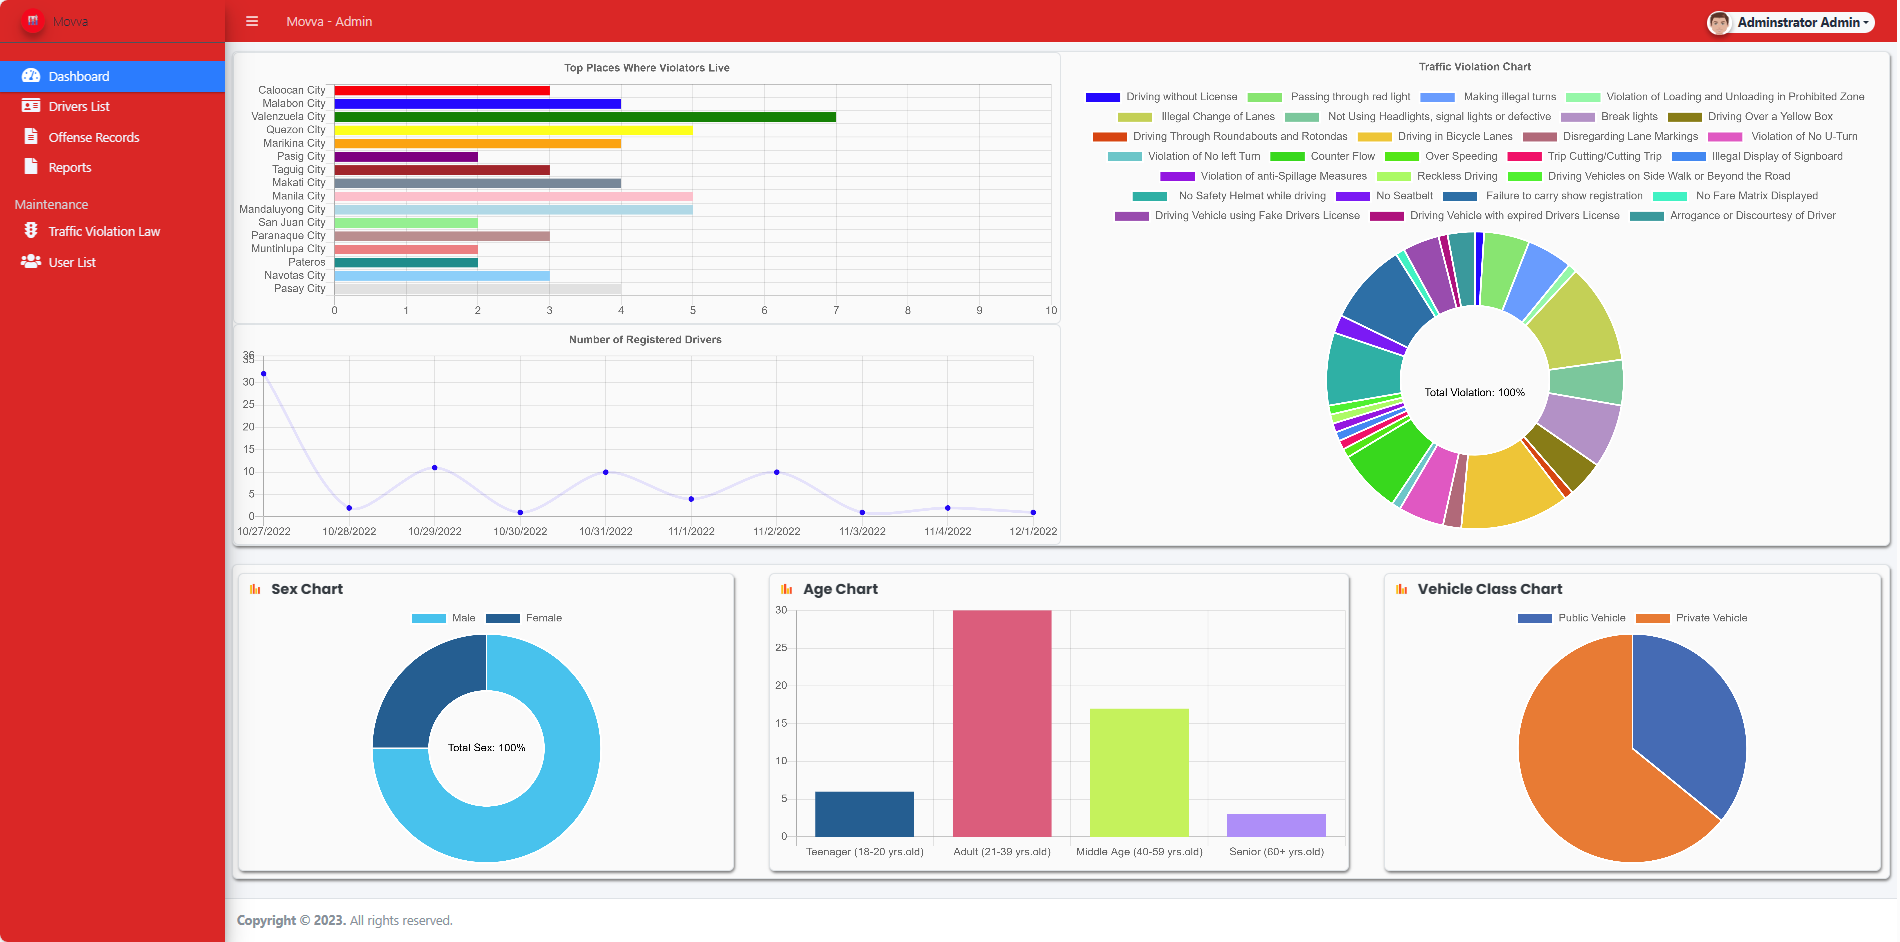 Movva
Movva - Admin
Adminstrator Admin
Dashboard
Drivers List
Offense Records
Reports
Maintenance
Traffic Violation Law
User List
Top Places Where Violators Live
Caloocan City
Malabon City
Valenzuela City
Quezon City
Marikina City
Pasig City
Taguig City
Makati City
Manila City
Mandaluyong City
San Juan City
Paranaque City
Muntinlupa City
Pateros
Navotas City
Pasay City
0 1 2 3 4 5 6 7 8 9 10
Number of Registered Drivers
36
35
30
25
20
15
10
5
0
10/27/2022 10/28/2022 10/29/2022 10/30/2022 10/31/2022 11/1/2022 11/2/2022 11/3/2022 11/4/2022 12/1/2022
Traffic Violation Chart
Driving without License Passing through red light Making illegal turns Violation of Loading and Unloading in Prohibited Zone
Illegal Change of Lanes Not Using Headlights, signal lights or defective Break lights Driving Over a Yellow Box
Driving Through Roundabouts and Rotondas Driving in Bicycle Lanes Disregarding Lane Markings Violation of No U-Turn
Violation of No left Turn Counter Flow Over Speeding Trip Cutting/Cutting Trip Illegal Display of Signboard
Violation of anti-Spillage Measures Reckless Driving Driving Vehicles on Side Walk or Beyond the Road
No Safety Helmet while driving No Seatbelt Failure to carry show registration No Fare Matrix Displayed
Driving Vehicle using Fake Drivers License Driving Vehicle with expired Drivers License Arrogance or Discourtesy of Driver
Total Violation: 100%
Sex Chart
Male Female
Total Sex: 100%
Age Chart
30
25
20
15
10
5
0
Teenager (18-20 yrs.old) Adult (21-39 yrs.old) Middle Age (40-59 yrs.old) Senior (60+ yrs.old)
Vehicle Class Chart
Public Vehicle Private Vehicle
Copyright © 2023. All rights reserved.